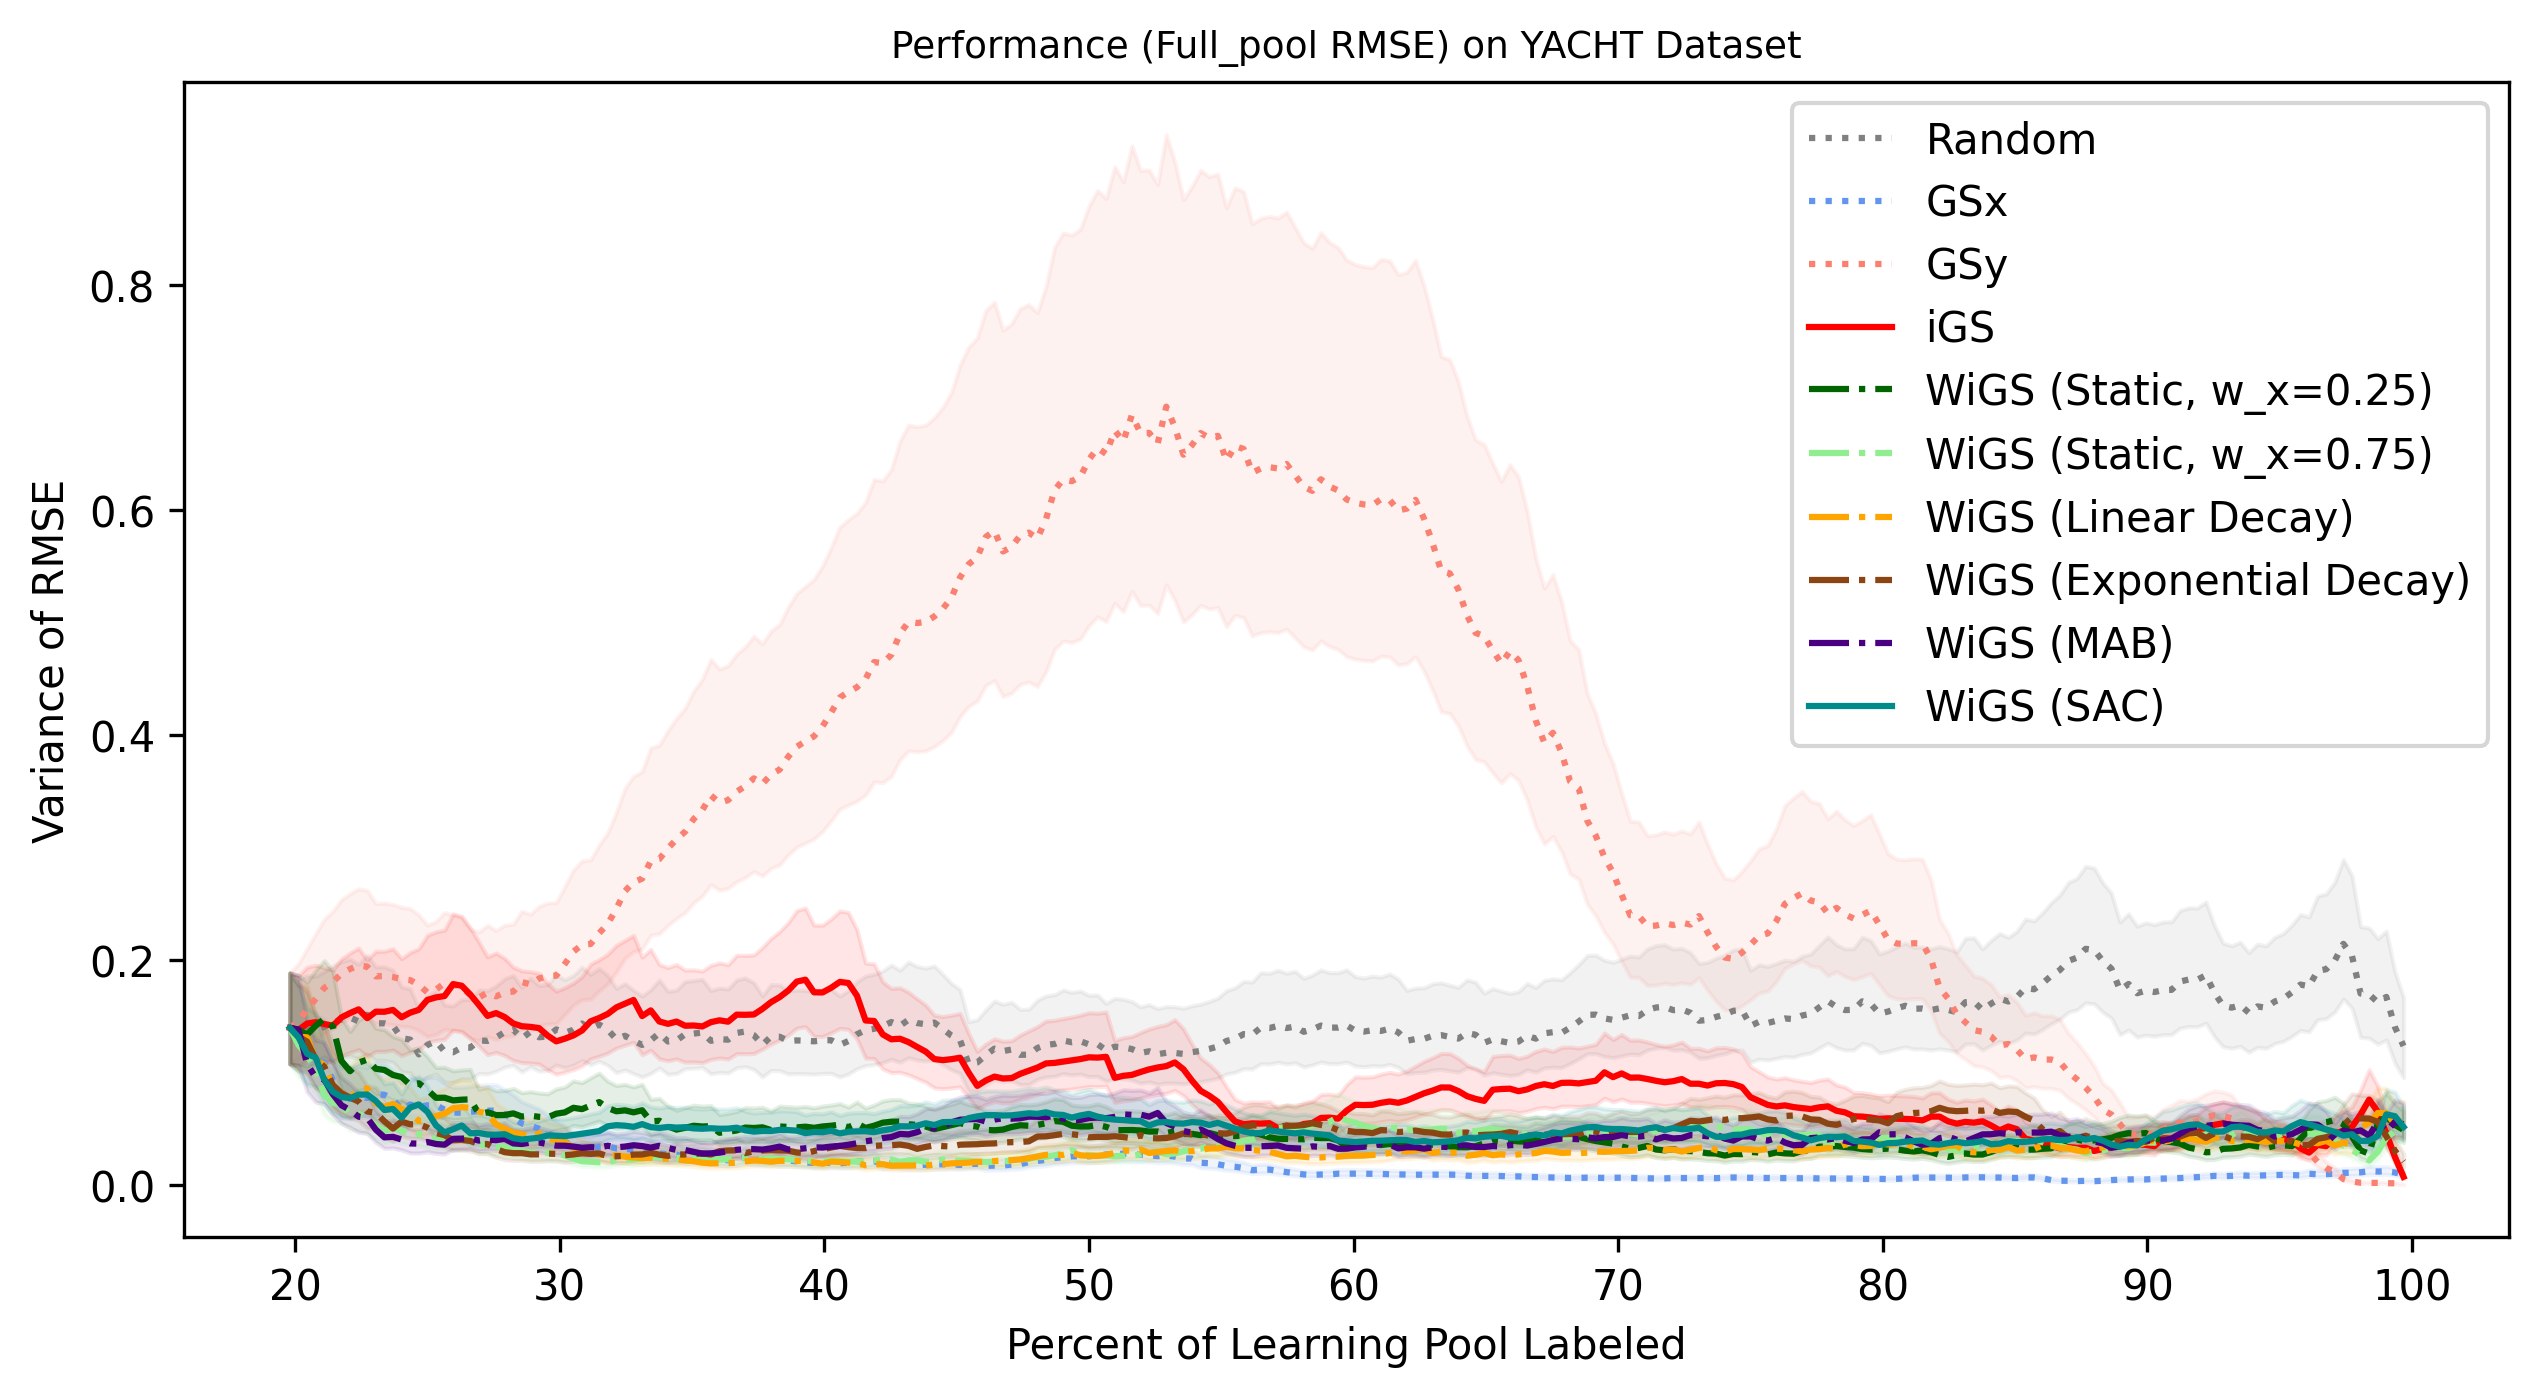 Performance (Full_pool RMSE) on YACHT Dataset
Variance of RMSE
0.8
0.6
0.4
0.2
0.0
Random
GSx
GSy
iGS
WiGS (Static, w_x=0.25)
WiGS (Static, w_x=0.75)
WiGS (Linear Decay)
WiGS (Exponential Decay)
WiGS (MAB)
WiGS (SAC)
20 30 40 50 60 70 80 90 100
Percent of Learning Pool Labeled